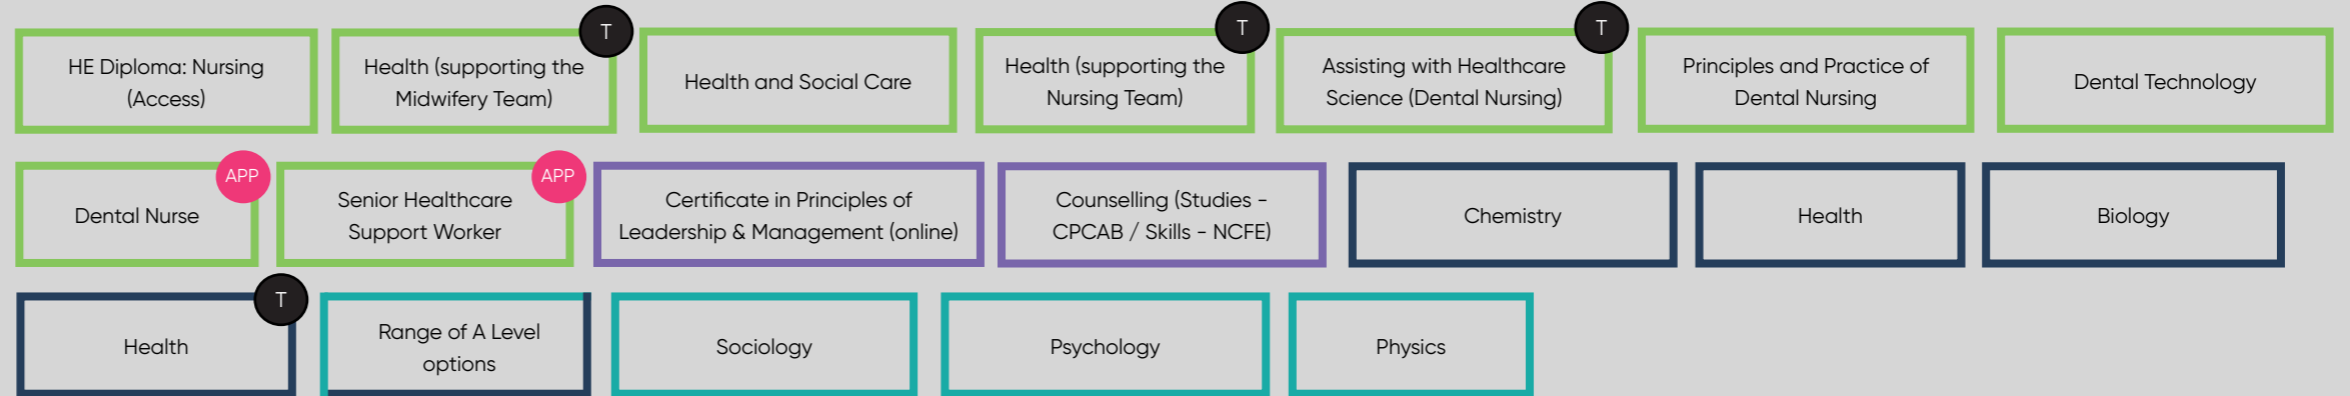 HE Diploma: Nursing
(Access)
T
Health (supporting the
Midwifery Team)
Health and Social Care
T
Health (supporting the
Nursing Team)
T
Assisting with Healthcare
Science (Dental Nursing)
Principles and Practice of
Dental Nursing
Dental Technology
APP
Dental Nurse
APP
Senior Healthcare
Support Worker
Certificate in Principles of
Leadership & Management (online)
Counselling (Studies -
CPCAB / Skills - NCFE)
Chemistry
Health
Biology
T
Health
Range of A Level
options
Sociology
Psychology
Physics